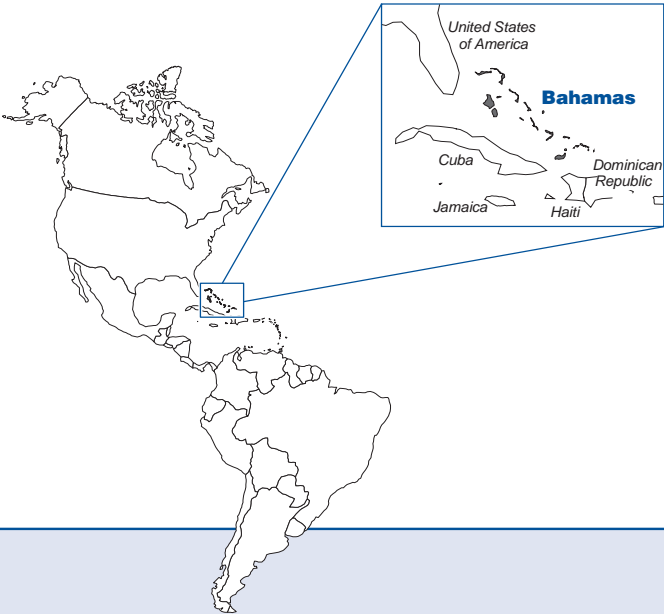 United States
of America
Bahamas
Cuba
Dominican
Republic
Jamaica
Haiti